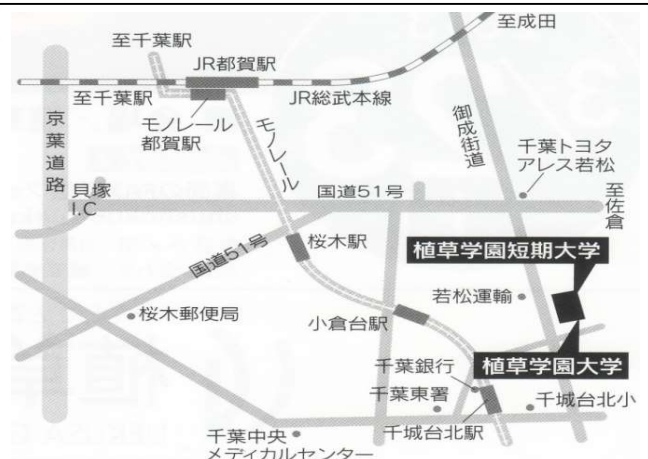 至成田
至千葉駅
JR都賀駅
至千葉駅
JR総武本線
モノレール
都賀駅
京葉道路
モノレール
御成街道
千葉トヨタ
アレス若松
貝塚
I.C
国道51号
至佐倉
桜木駅
国道51号
植草学園短期大学
若松運輸
桜木郵便局
小倉台駅
植草学園大学
千葉銀行
千葉東署
千城台北小
千城台北駅
千葉中央
メディカルセンター